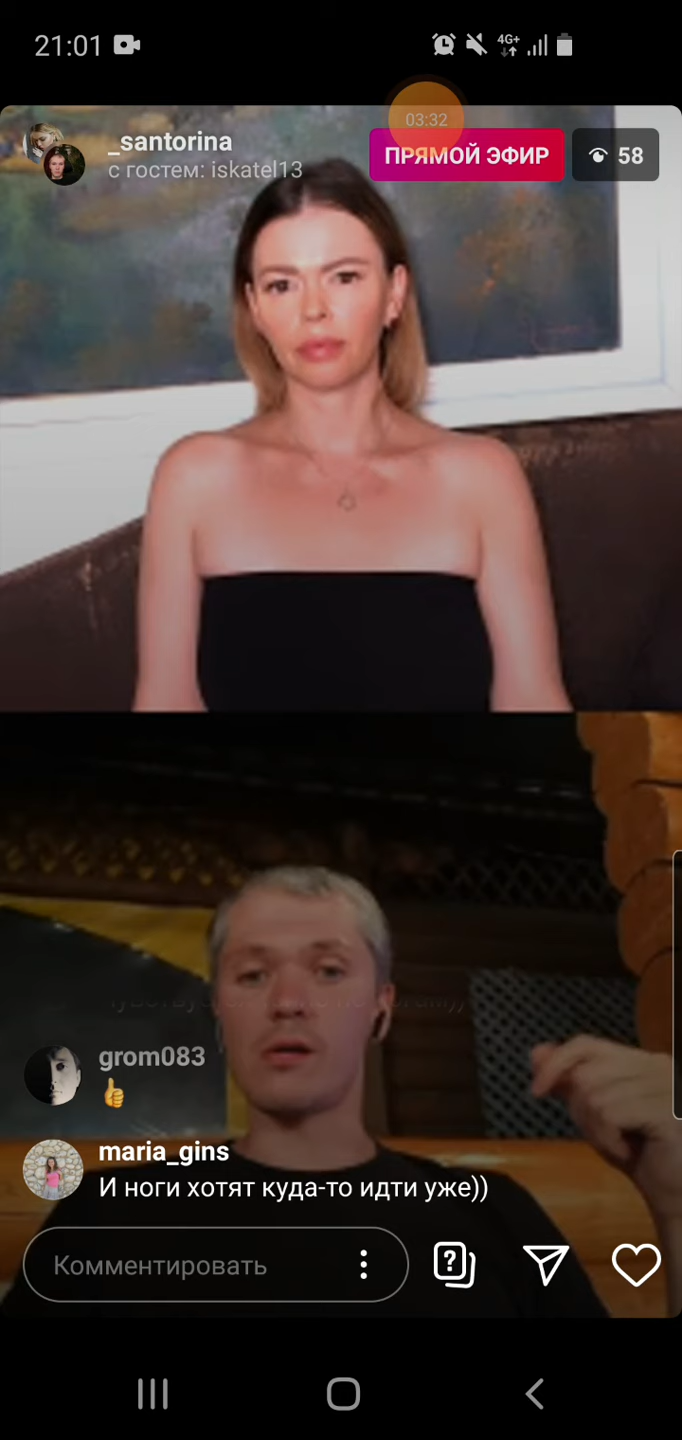 21:01
4G+
03:32
_santorina
с гостем: iskatel13
ПРЯМОЙ ЭФИР
58
grom083
maria_gins
И ноги хотят куда-то идти уже))
Комментировать